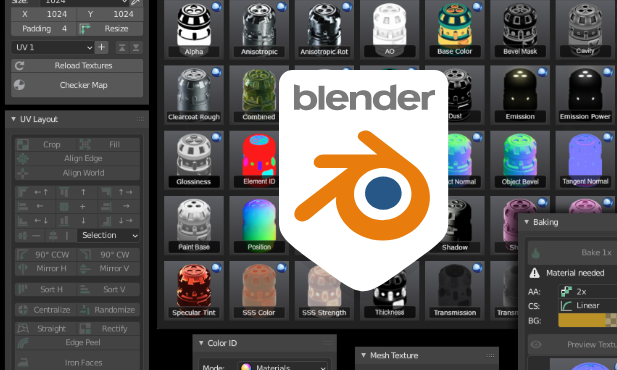 Size: 1024
X 1024 Y 1024
Padding 4 Resize
UV 1
Reload Textures
Checker Map
UV Layout
Crop Fill
Align Edge
Align World
Selection
90° CCW 90° CW
Mirror H Mirror V
Sort H Sort V
Centralize Randomize
Straight Rectify
Edge Peel
Iron Faces
Alpha Anisotropic Anisotropic Rot AO Base Color Bevel Mask Cavity
Clearcoat Rough Combined Dust Emission Emission Power
Glossiness Element ID Object Bevel Tangent Normal
Paint Base Position Shadow
Specular Tint SSS Color SSS Strength Thickness Transmission
blender
Baking
Bake 1x
Material needed
AA: 2x
CS: Linear
BG:
Preview
Color ID
Mode: Materials
Mesh Texture